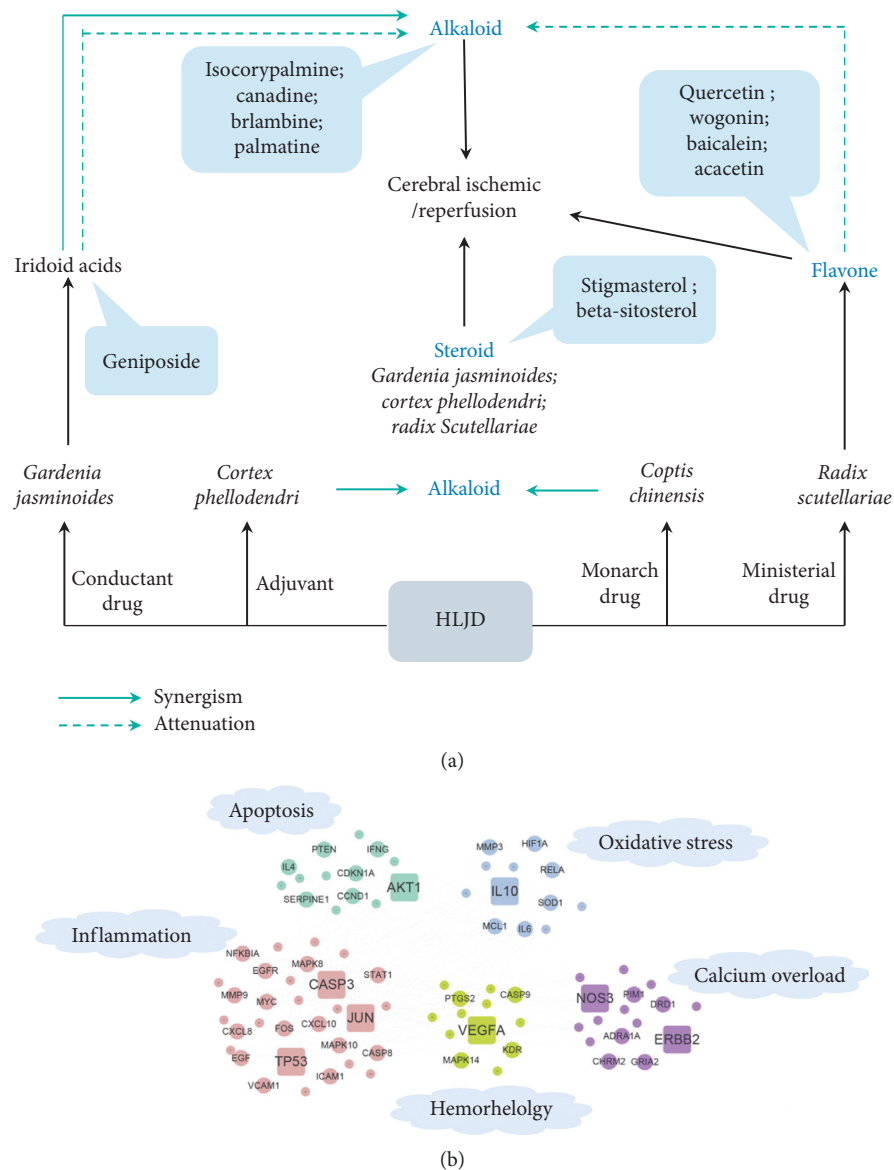 Alkaloid
Isocorypalmine;
canadine;
brlambine;
palmatine
Quercetin ;
wogonin;
baicalein;
acacetin
Cerebral ischemic
/reperfusion
Iridoid acids
Flavone
Geniposide
Stigmasterol ;
beta-sitosterol
Steroid
Gardenia jasminoides;
cortex phellodendri;
radix Scutellariae
Gardenia
jasminoides
Cortex
phellodendri
Alkaloid
Coptis
chinensis
Radix
scutellariae
Conductant
drug
Adjuvant
HLJD
Monarch
drug
Ministerial
drug
Synergism
Attenuation
(a)
Apoptosis
PTEN
IFNG
IL4
CDKN1A
AKT1
SERPINE1
CCND1
Oxidative stress
MMP3
HIF1A
RELA
IL10
SOD1
MCL1
IL6
Inflammation
NFKBIA
EGFR
MAPK8
STAT1
CASP3
MMP9
MYC
JUN
CXCL8
FOS
CXCL10
MAPK10
CASP8
EGF
TP53
VCAM1
ICAM1
PTGS2
CASP9
VEGFA
MAPK14
KDR
Hemorhelolgy
Calcium overload
NOS3
PIM1
DRD1
ADRA1A
ERBB2
CHRM2
GRIA2
(b)